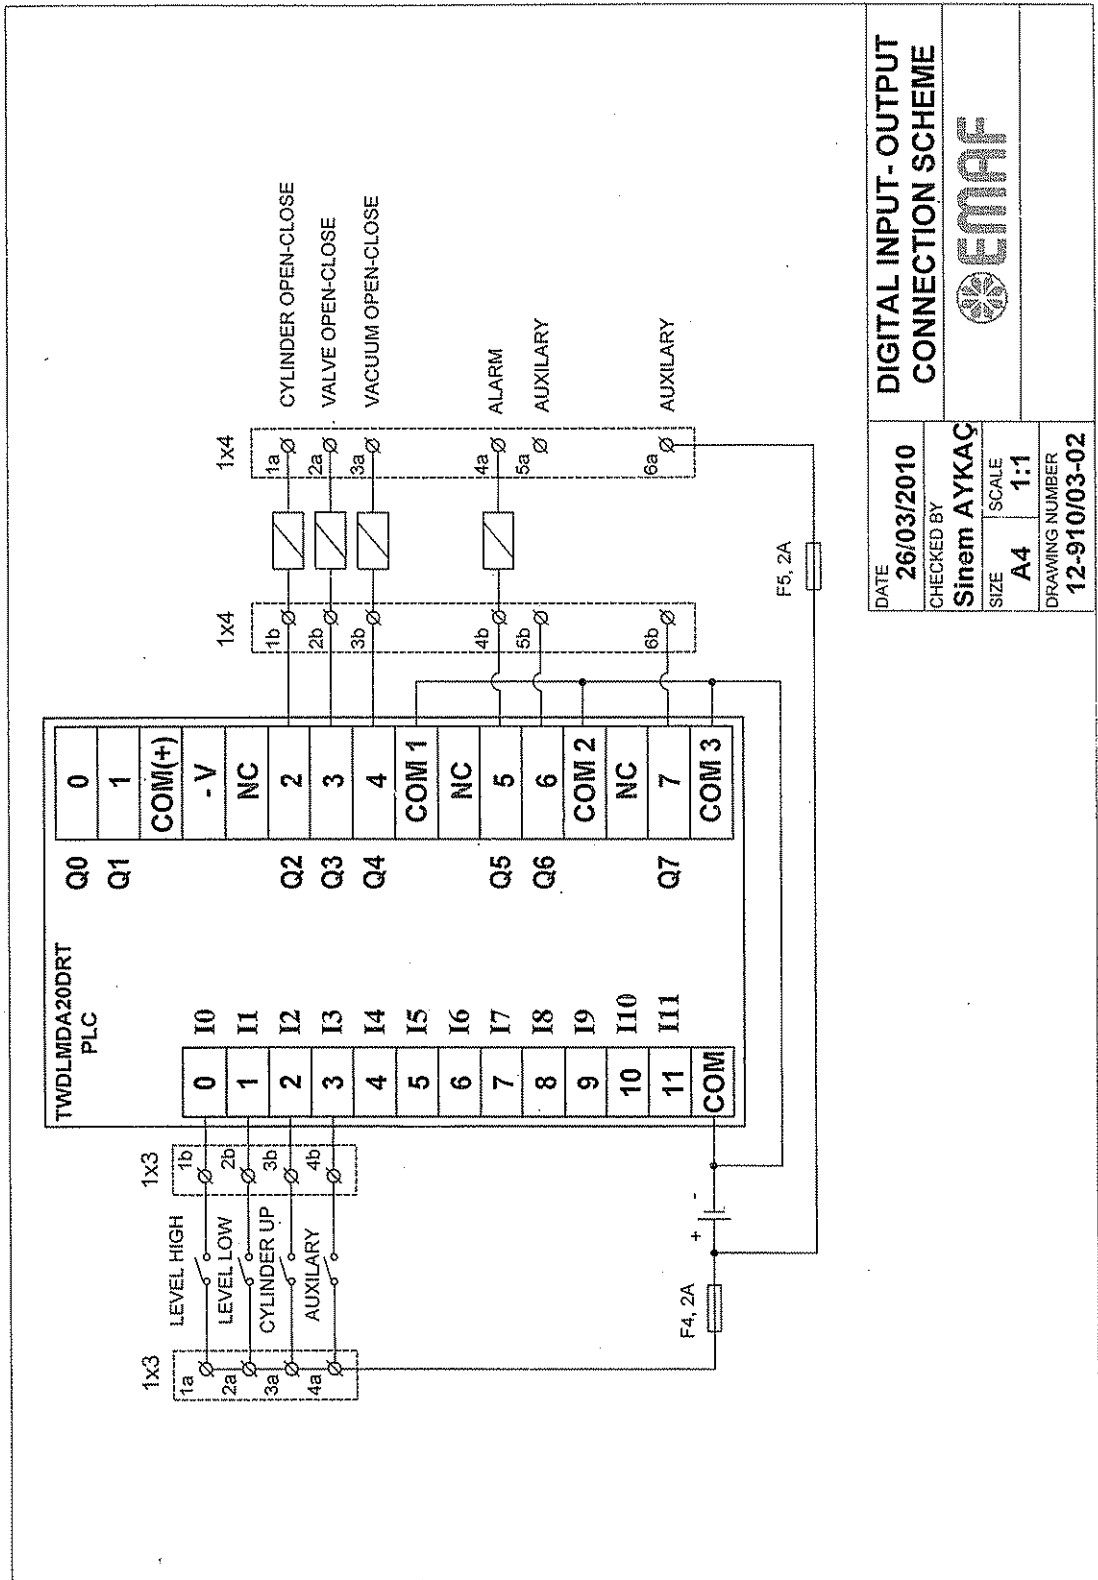 TWDLMDA20DRT
PLC
1x3
1a
2a
3a
4a
LEVEL HIGH
LEVEL LOW
CYLINDER UP
AUXILARY
1x3
1b
2b
3b
4b
0 I0
1 I1
2 I2
3 I3
4 I4
5 I5
6 I6
7 I7
8 I8
9 I9
10 I10
11 I11
COM
F4, 2A
+
-
Q0 0
Q1 1
COM(+)
- V
NC
Q2 2
Q3 3
Q4 4
COM 1
NC
Q5 5
Q6 6
COM 2
NC
Q7 7
COM 3
1x4
1b
2b
3b
4b
5b
6b
1x4
1a
2a
3a
4a
5a
6a
CYLINDER OPEN-CLOSE
VALVE OPEN-CLOSE
VACUUM OPEN-CLOSE
ALARM
AUXILARY
AUXILARY
F5, 2A
DATE
26/03/2010
CHECKED BY
Sinem AYKAÇ
SIZE
A4
SCALE
1:1
DRAWING NUMBER
12-910/03-02
DIGITAL INPUT- OUTPUT
CONNECTION SCHEME
EMAF